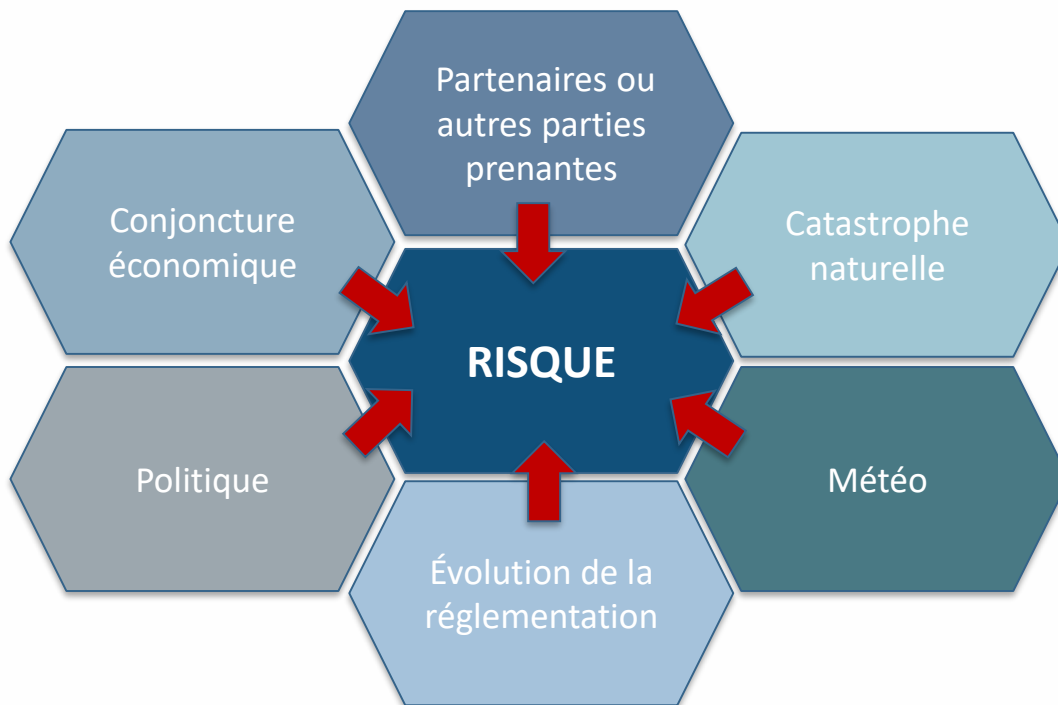 Partenaires ou
autres parties
prenantes
Conjoncture
économique
Catastrophe
naturelle
RISQUE
Politique
Météo
Évolution de la
réglementation